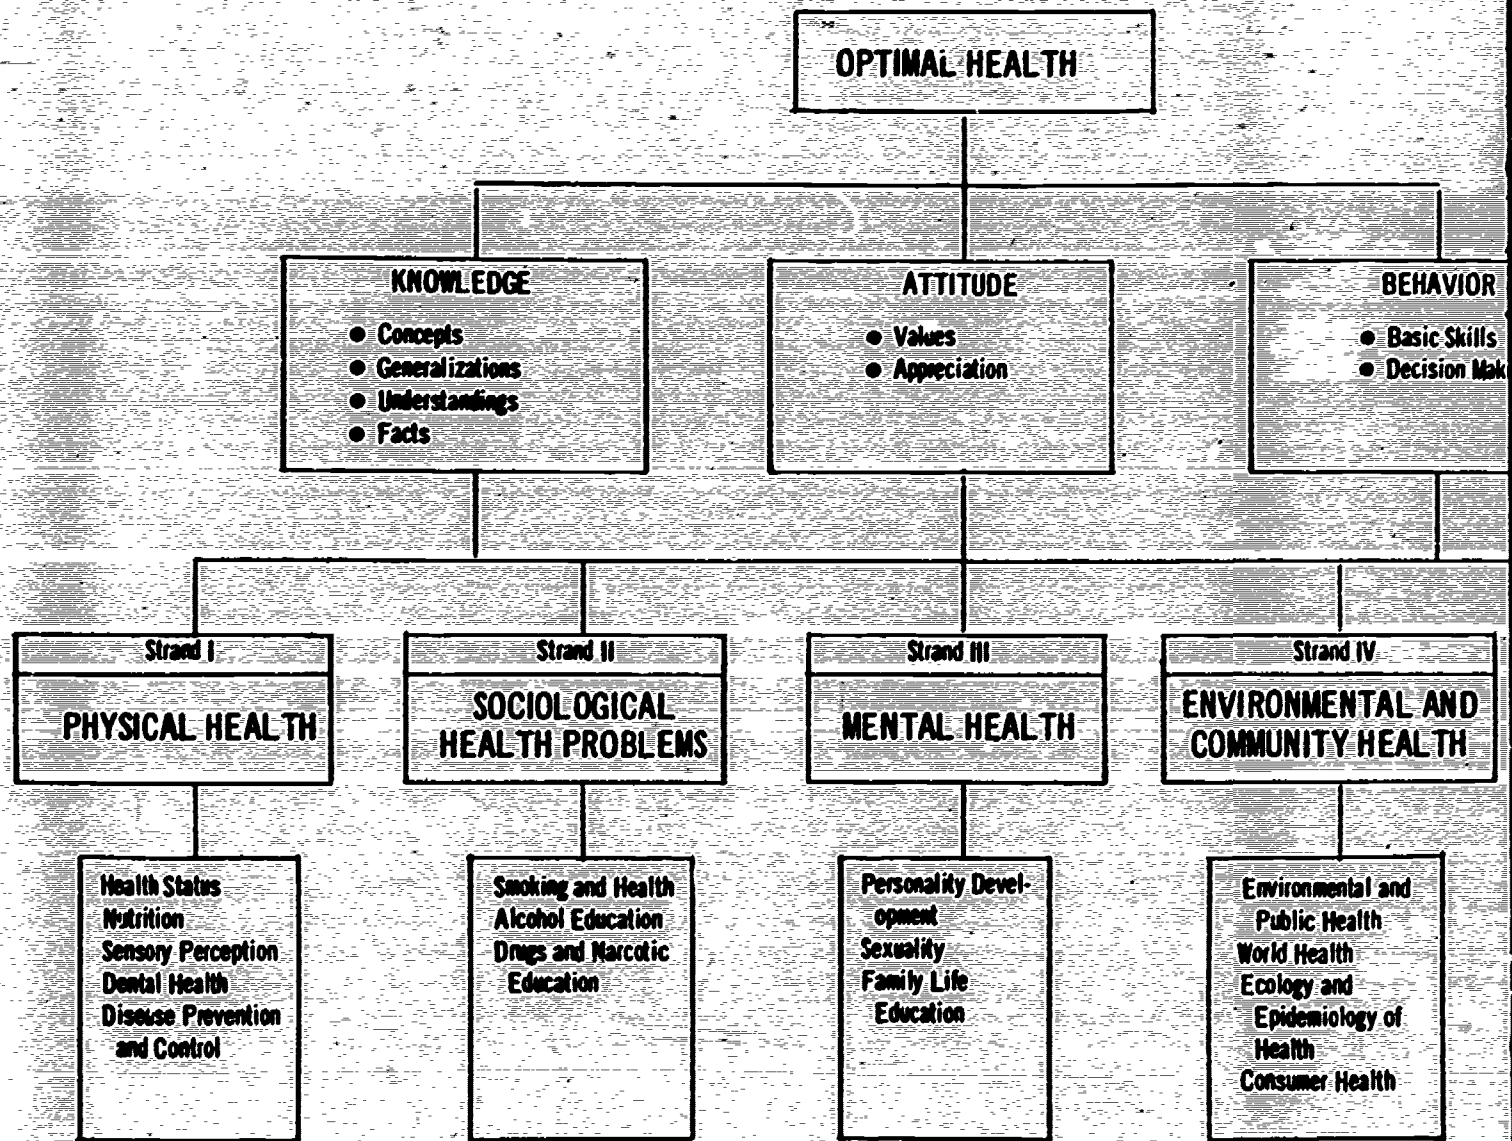 OPTIMAL HEALTH
KNOWLEDGE
● Concepts
● Generalizations
● Understandings
● Facts
ATTITUDE
● Values
● Appreciation
BEHAVIOR
● Basic Skills
● Decision Mak
Strand I
PHYSICAL HEALTH
Strand II
SOCIOLOGICAL
HEALTH PROBLEMS
Strand III
MENTAL HEALTH
Strand IV
ENVIRONMENTAL AND
COMMUNITY HEALTH
Health Status
Nutrition
Sensory Perception
Dental Health
Disease Prevention
and Control
Smoking and Health
Alcohol Education
Drugs and Narcotic
Education
Personality Devel-
opment
Sexuality
Family Life
Education
Environmental and
Public Health
World Health
Ecology and
Epidemiology of
Health
Consumer Health